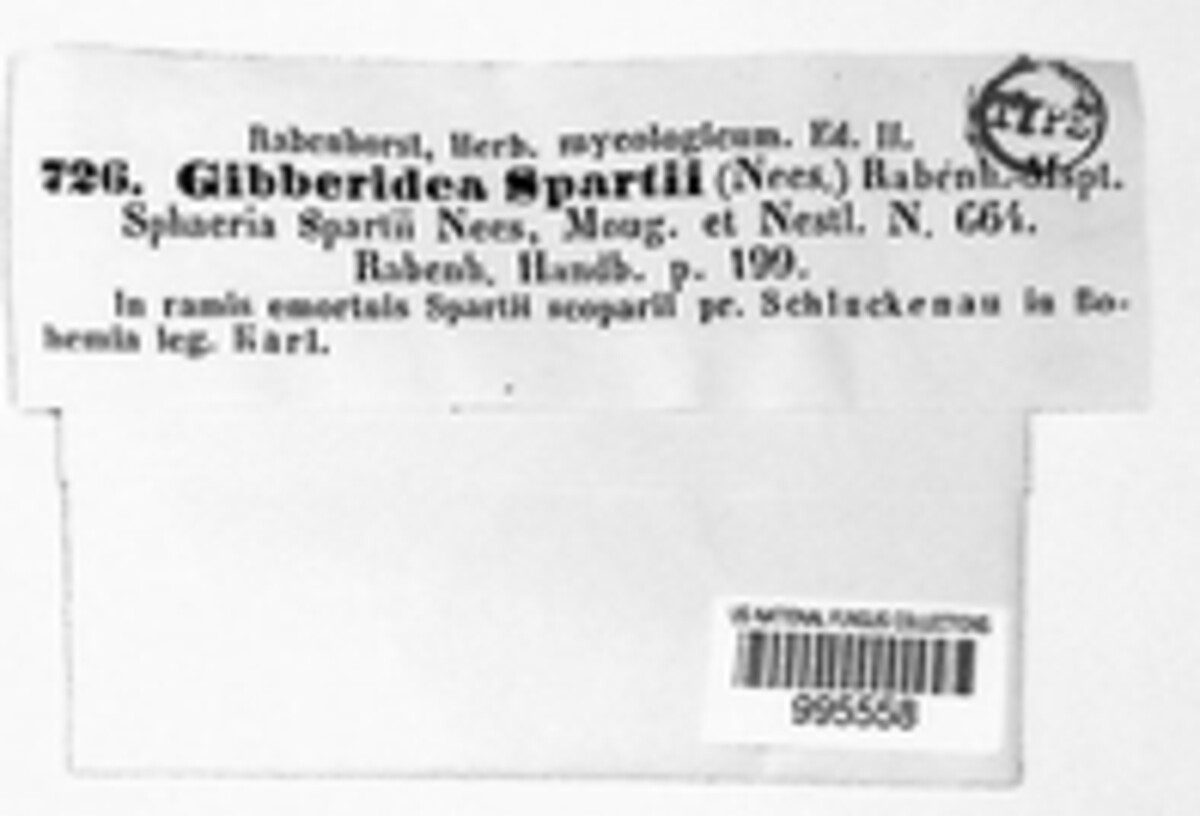 TYPE
Rabenhorst, Herb. mycologicum. Ed. II.
726. Gibberidea Spartii (Nees.) Rabenh. Mspt.
Sphaeria Spartii Nees. Moug. et Nestl. N. 664.
Rabenh. Handb. p. 199.
In ramis emortuis Spartii scoparii pr. Schluckenau in Bo-
hemia leg. Karl.
US NATIONAL FUNGUS COLLECTIONS
995558